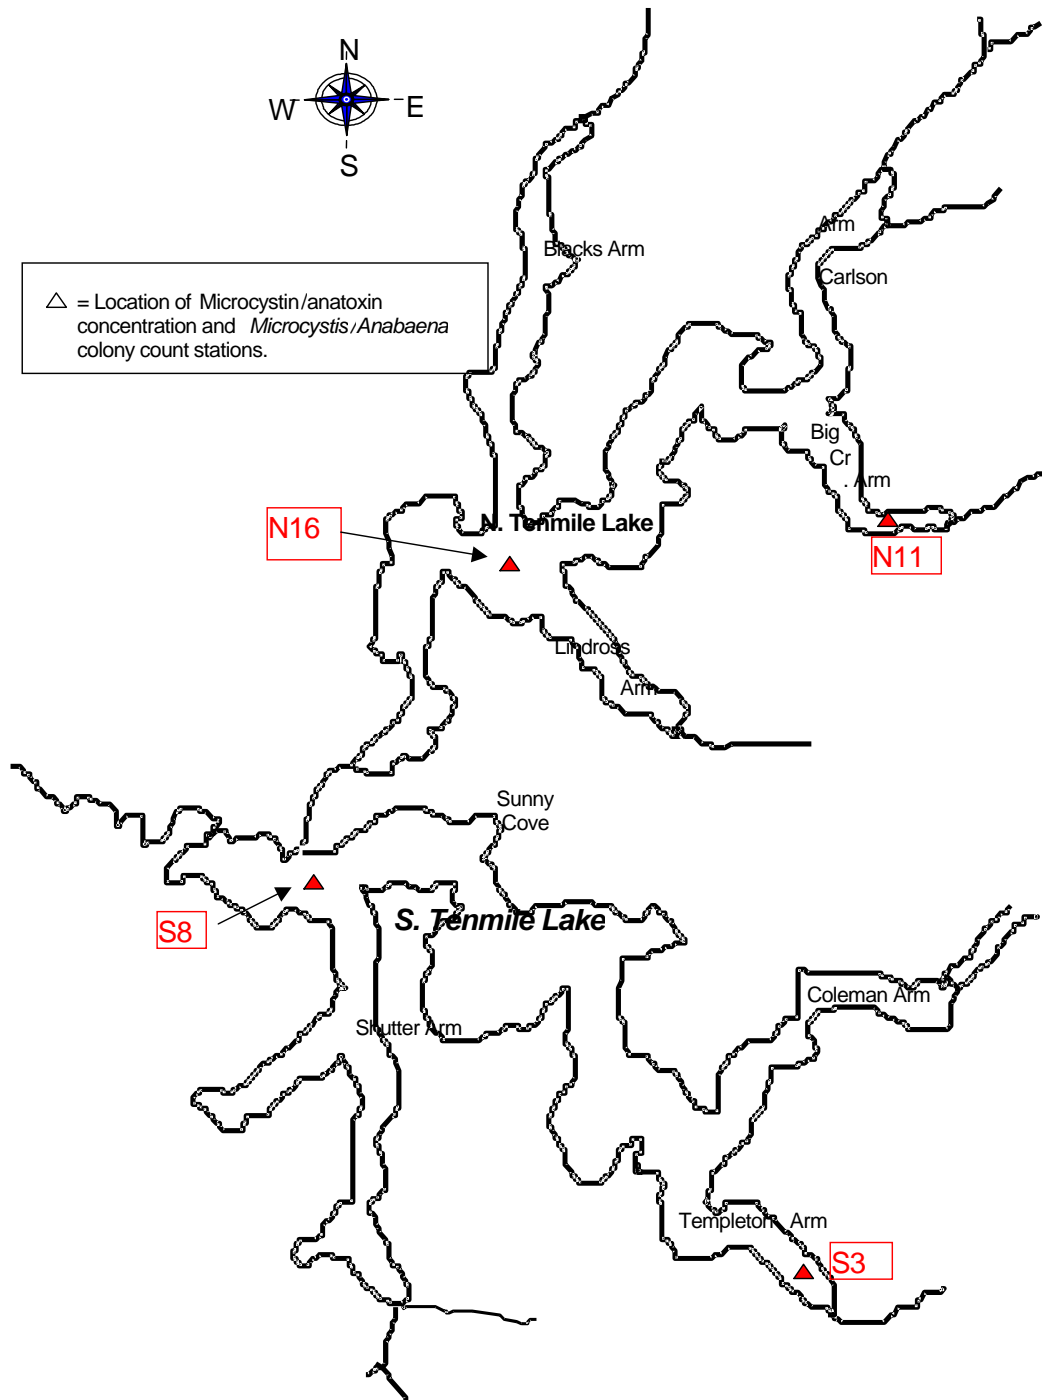 N
W
E
S
Arm
Blacks Arm
Carlson
= Location of Microcystin/anatoxin
concentration and Microcystis/Anabaena
colony count stations.
Big
Cr
. Arm
N16
N. Tenmile Lake
N11
Lindross
Arm
Sunny
Cove
S8
S. Tenmile Lake
Coleman Arm
Shutter Arm
Templeton Arm
S3